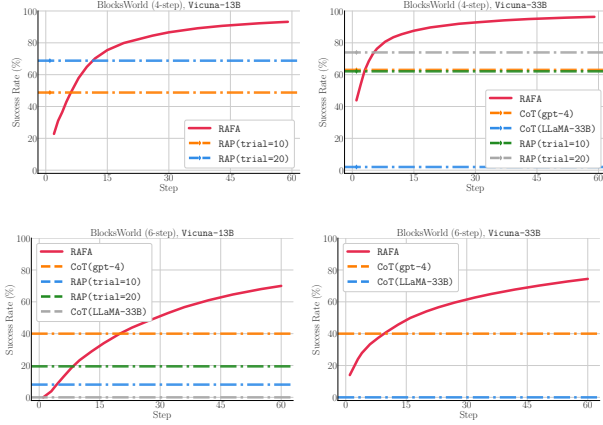 BlocksWorld (4-step), Vicuna-13B
100
80
60
40
20
0
Success Rate (%)
RAFA
RAP(trial=10)
RAP(trial=20)
0 15 30 45 60
Step
BlocksWorld (4-step), Vicuna-33B
100
80
60
40
20
0
Success Rate (%)
RAFA
CoT(gpt-4)
CoT(LLaMA-33B)
RAP(trial=10)
RAP(trial=20)
0 15 30 45 60
Step
BlocksWorld (6-step), Vicuna-13B
100
80
60
40
20
0
Success Rate (%)
RAFA
CoT(gpt-4)
RAP(trial=10)
RAP(trial=20)
CoT(LLaMA-33B)
0 15 30 45 60
Step
BlocksWorld (6-step), Vicuna-33B
100
80
60
40
20
0
Success Rate (%)
RAFA
CoT(gpt-4)
CoT(LLaMA-33B)
0 15 30 45 60
Step